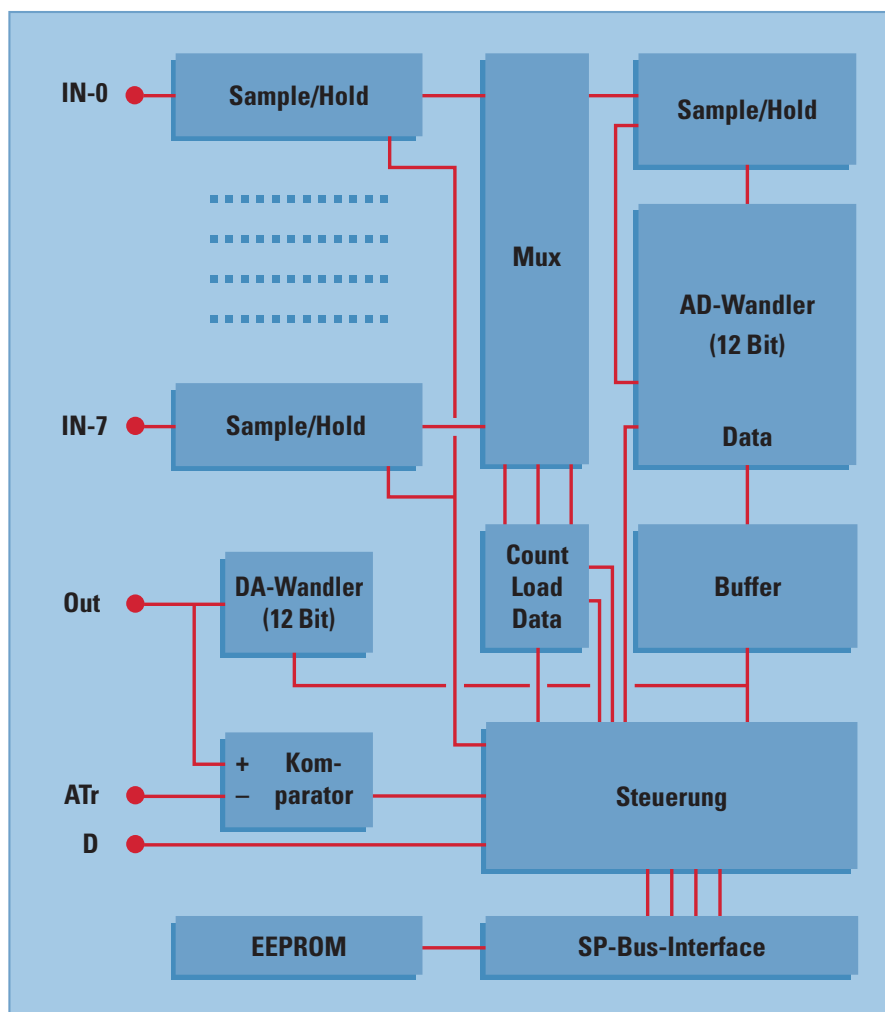 IN-0
Sample/Hold
Sample/Hold
Mux
AD-Wandler
(12 Bit)
Data
IN-7
Sample/Hold
Count
Load
Data
Buffer
Out
DA-Wandler
(12 Bit)
+ Kom-
ATr
– parator
D
Steuerung
EEPROM
SP-Bus-Interface